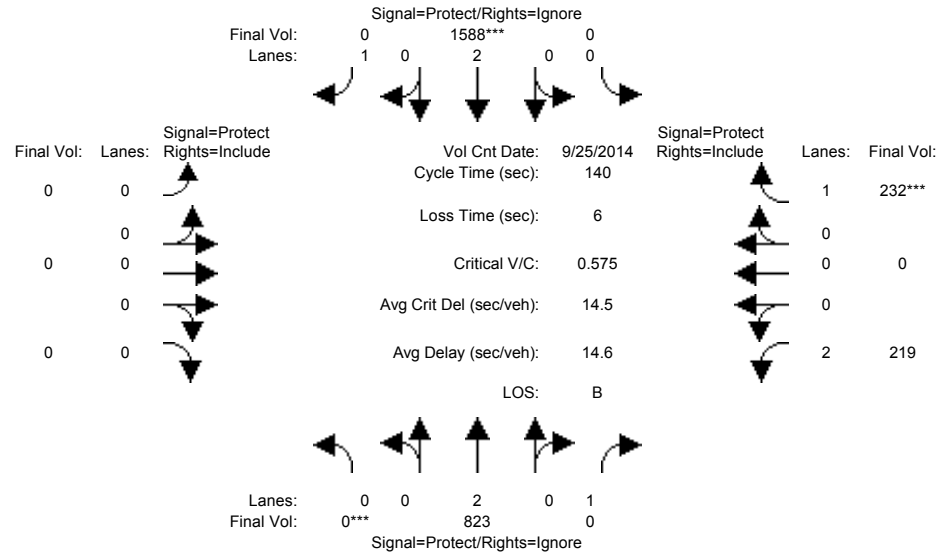 Signal=Protect/Rights=Ignore
Final Vol: 0 1588*** 0
Lanes: 1 0 2 0 0
Signal=Protect Signal=Protect
Final Vol: Lanes: Rights=Include Vol Cnt Date: 9/25/2014 Rights=Include Lanes: Final Vol:
Cycle Time (sec): 140
0 0 1 232***
Loss Time (sec): 6
0 0
0 0 Critical V/C: 0.575 0 0
0 Avg Crit Del (sec/veh): 14.5 0
0 0 Avg Delay (sec/veh): 14.6 2 219
LOS: B
Lanes: 0 0 2 0 1
Final Vol: 0*** 823 0
Signal=Protect/Rights=Ignore